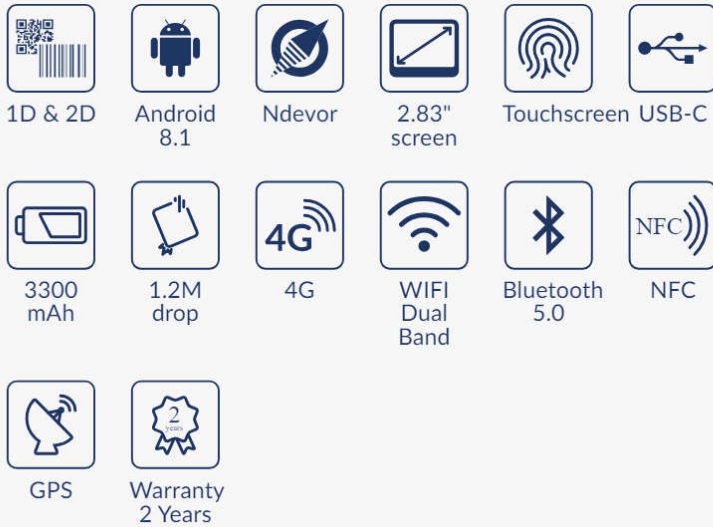 1D & 2D
Android
8.1
Ndevor
2.83"
screen
Touchscreen
USB-C
4G
NFC
3300
mAh
1.2M
drop
4G
WIFI
Dual
Band
Bluetooth
5.0
NFC
2
years
GPS
Warranty
2 Years